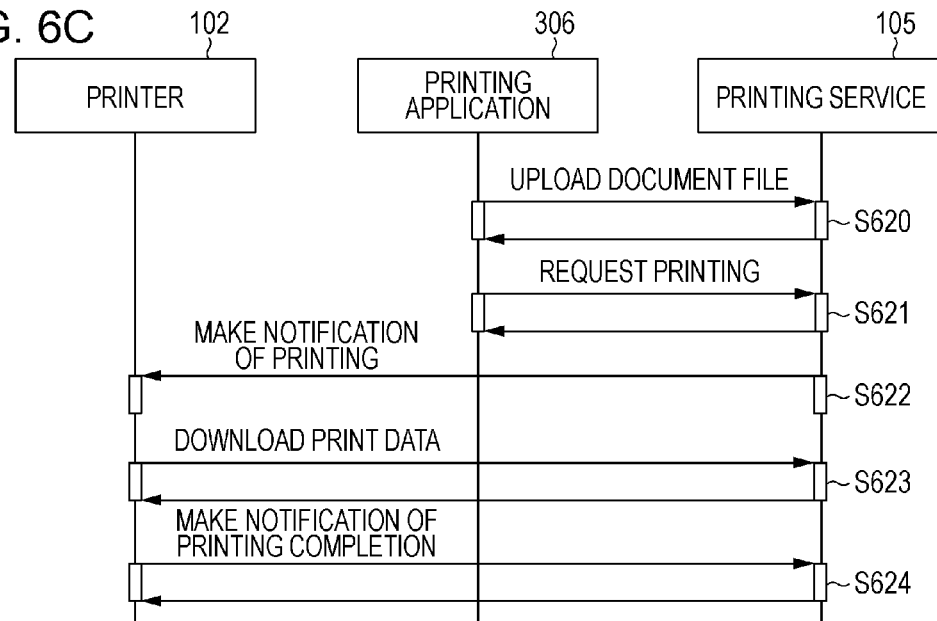 G. 6C
102
306
105
PRINTER
PRINTING
APPLICATION
PRINTING SERVICE
UPLOAD DOCUMENT FILE
S620
REQUEST PRINTING
S621
MAKE NOTIFICATION
OF PRINTING
S622
DOWNLOAD PRINT DATA
S623
MAKE NOTIFICATION OF
PRINTING COMPLETION
S624